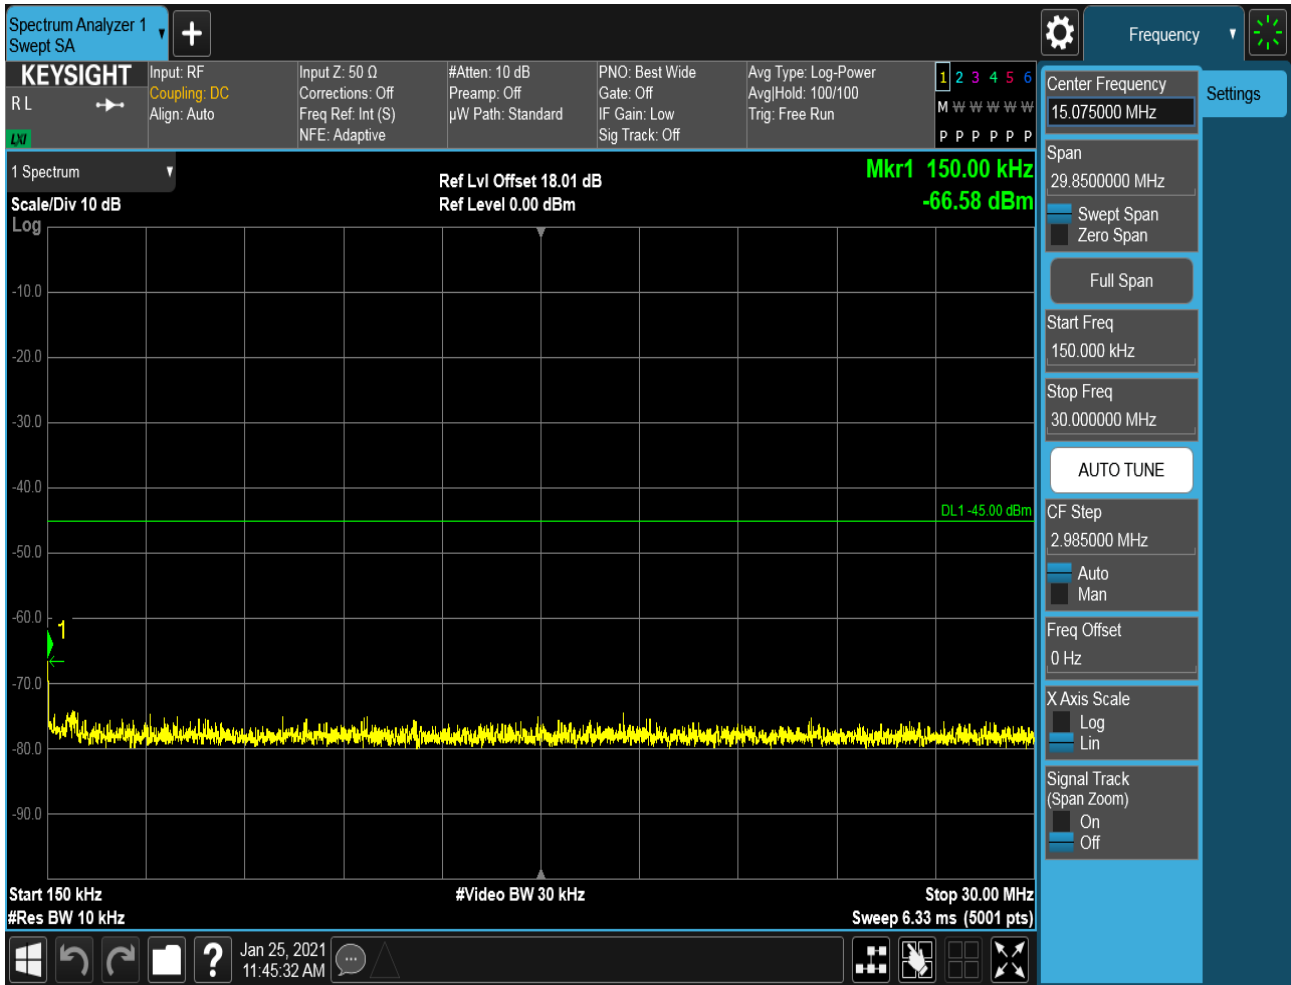 Spectrum Analyzer 1
Swept SA
Frequency
KEYSIGHT
R L
LXI
Input: RF
Coupling: DC
Align: Auto
Input Z: 50 Ω
Corrections: Off
Freq Ref: Int (S)
NFE: Adaptive
#Atten: 10 dB
Preamp: Off
µW Path: Standard
PNO: Best Wide
Gate: Off
IF Gain: Low
Sig Track: Off
Avg Type: Log-Power
Avg|Hold: 100/100
Trig: Free Run
1 2 3 4 5 6
M W W W W W
P P P P P P
1 Spectrum
Scale/Div 10 dB
Log
Ref Lvl Offset 18.01 dB
Ref Level 0.00 dBm
Mkr1 150.00 kHz
-66.58 dBm
-10.0
-20.0
-30.0
-40.0
DL1 -45.00 dBm
-50.0
-60.0
1
-70.0
-80.0
-90.0
Start 150 kHz
#Video BW 30 kHz
Stop 30.00 MHz
#Res BW 10 kHz
Sweep 6.33 ms (5001 pts)
Center Frequency
15.075000 MHz
Settings
Span
29.8500000 MHz
Swept Span
Zero Span
Full Span
Start Freq
150.000 kHz
Stop Freq
30.000000 MHz
AUTO TUNE
CF Step
2.985000 MHz
Auto
Man
Freq Offset
0 Hz
X Axis Scale
Log
Lin
Signal Track
(Span Zoom)
On
Off
?
Jan 25, 2021
11:45:32 AM